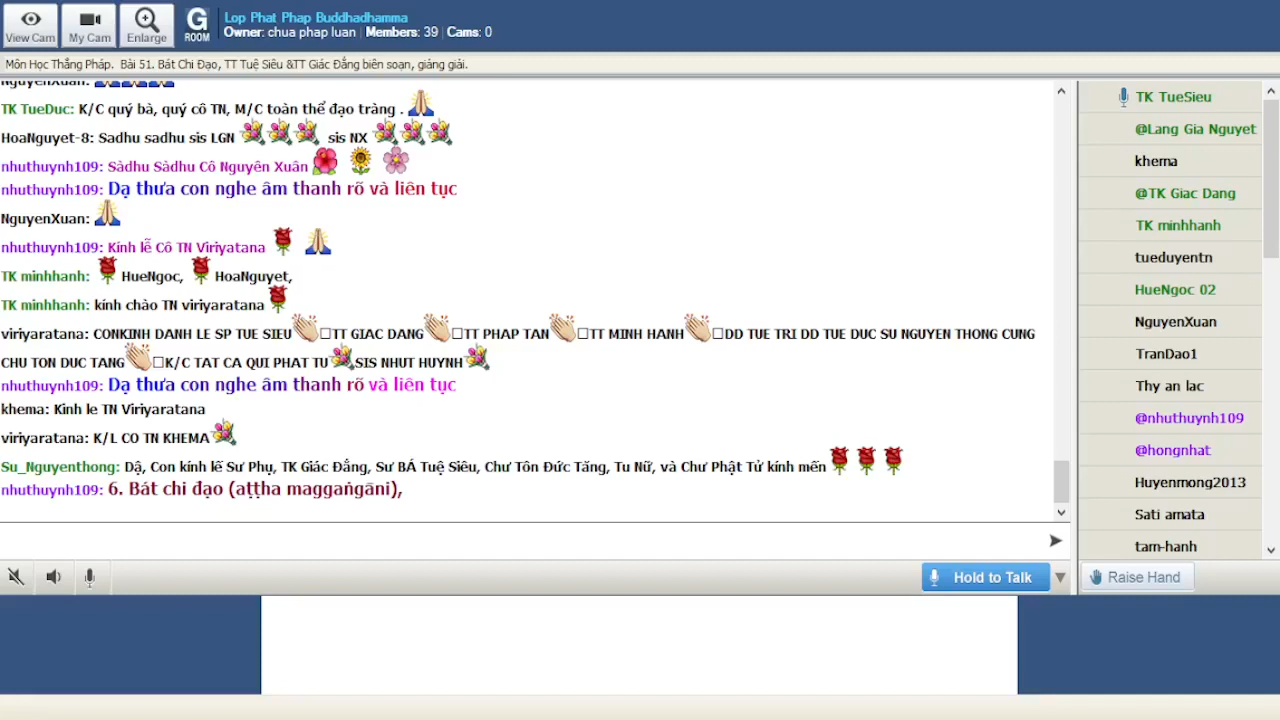 View Cam
My Cam
Enlarge
G
ROOM
Lop Phat Phap Buddhadhamma
Owner: chua phap luan | Members: 39 | Cams: 0
Môn Học Thắng Pháp. Bài 51. Bát Chi Đạo, TT Tuệ Siêu &TT Giác Đẳng biên soạn, giảng giải.
NguyenXuan:
TK TueDuc: K/C quý bà, quý cô TN, M/C toàn thể đạo tràng .
HoaNguyet-8: Sadhu sadhu sis LGN sis NX
nhuthuynh109: Sàdhu Sàdhu Cô Nguyên Xuân
nhuthuynh109: Dạ thưa con nghe âm thanh rõ và liên tục
NguyenXuan:
nhuthuynh109: Kính lễ Cô TN Viriyatana
TK minhhanh: HueNgoc, HoaNguyet,
TK minhhanh: kính chào TN viriyaratana
viriyaratana: CONKINH DANH LE SP TUE SIEU□TT GIAC DANG□TT PHAP TAN□TT MINH HANH□DD TUE TRI DD TUE DUC SU NGUYEN THONG CUNG
CHU TON DUC TANG□K/C TAT CA QUI PHAT TU SIS NHUT HUYNH
nhuthuynh109: Dạ thưa con nghe âm thanh rõ và liên tục
khema: Kinh le TN Viriyaratana
viriyaratana: K/L CO TN KHEMA
Su_Nguyenthong: Dậ, Con kính lễ Sư Phụ, TK Giác Đẳng, Sư BÁ Tuệ Siêu, Chư Tôn Đức Tăng, Tu Nữ, và Chư Phật Tử kính mến
nhuthuynh109: 6. Bát chi đạo (aṭṭha maggaṅgāni),
Hold to Talk
TK TueSieu
@Lang Gia Nguyet
khema
@TK Giac Dang
TK minhhanh
tueduyentn
HueNgoc 02
NguyenXuan
TranDao1
Thy an lac
@nhuthuynh109
@hongnhat
Huyenmong2013
Sati amata
tam-hanh
Raise Hand